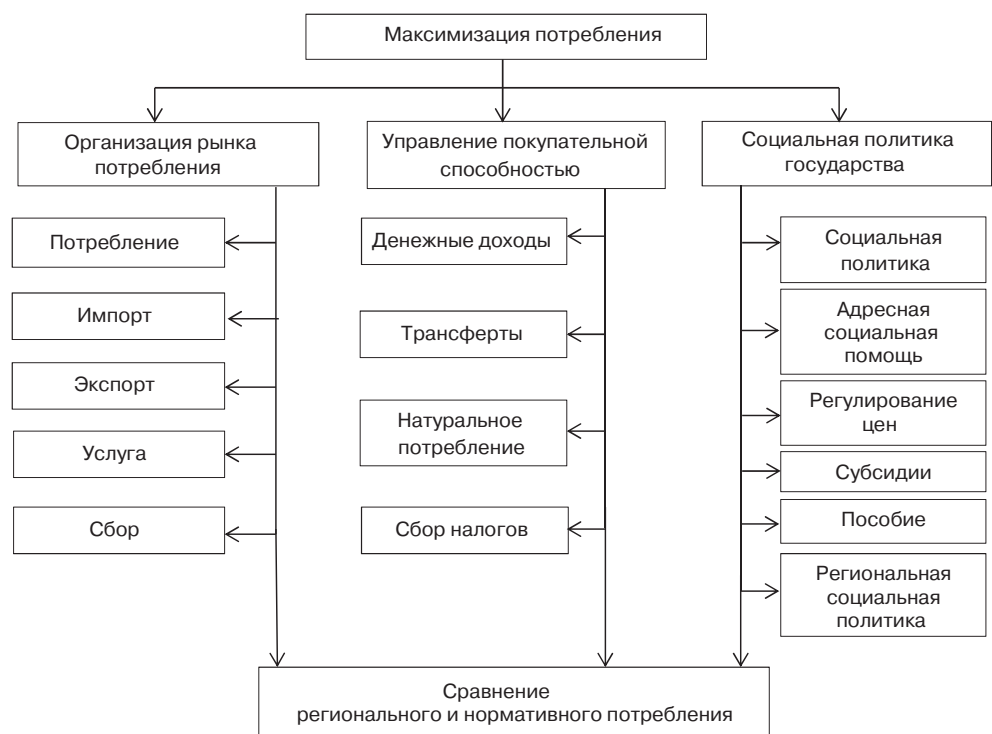 Максимизация потребления
Организация рынка
потребления
Управление покупательной
способностью
Социальная политика
государства
Потребление
Импорт
Экспорт
Услуга
Сбор
Денежные доходы
Трансферты
Натуральное
потребление
Сбор налогов
Социальная
политика
Адресная
социальная
помощь
Регулирование
цен
Субсидии
Пособие
Региональная
социальная
политика
Сравнение
регионального и нормативного потребления